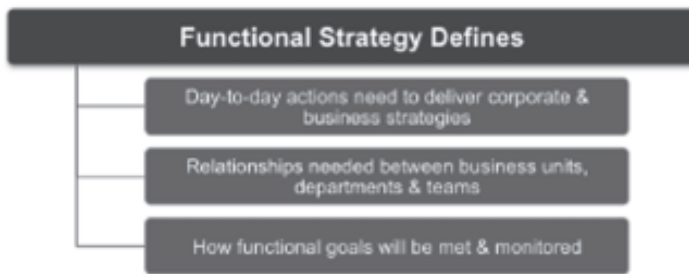 Functional Strategy Defines
Day-to-day actions need to deliver corporate &
business strategies
Relationships needed between business units,
departments & teams
How functional goals will be met & monitored